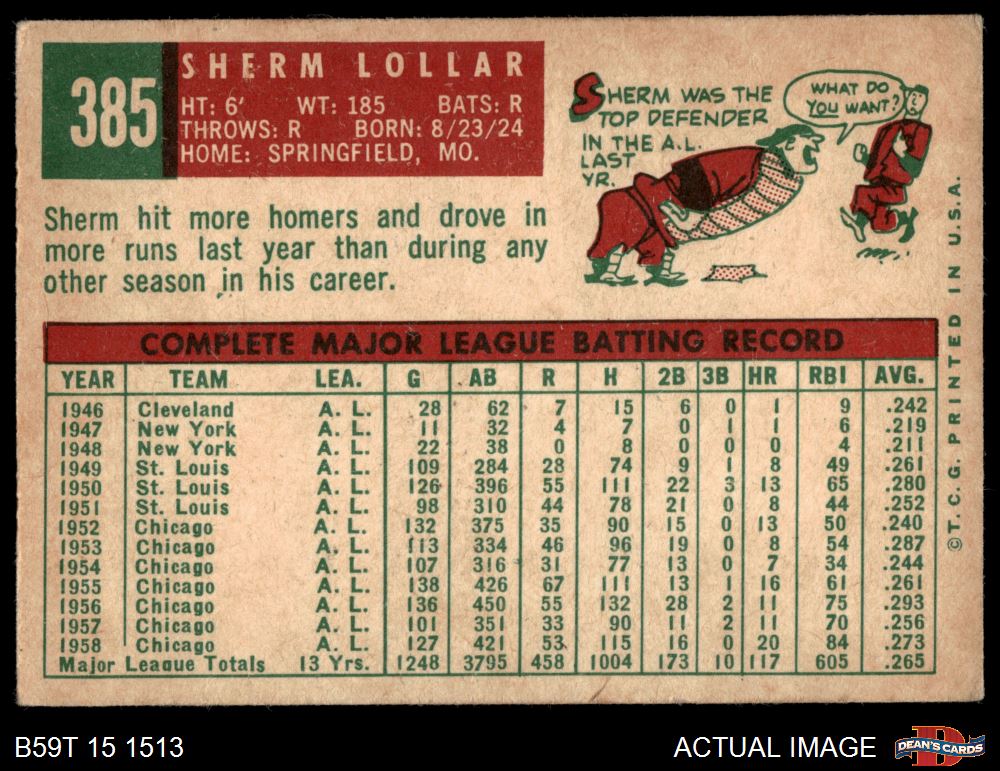 385
SHERM LOLLAR
HT: 6' WT: 185 BATS: R
THROWS: R BORN: 8/23/24
HOME: SPRINGFIELD, MO.
SHERM WAS THE
TOP DEFENDER
IN THE A.L.
LAST
YR.
WHAT DO
YOU WANT?
Sherm hit more homers and drove in
more runs last year than during any
other season in his career.
COMPLETE MAJOR LEAGUE BATTING RECORD
YEAR TEAM LEA. G AB R H 2B 3B HR RBI AVG.
1946 Cleveland A. L. 28 62 7 15 6 0 1 9 .242
1947 New York A. L. 11 32 4 7 0 1 1 6 .219
1948 New York A. L. 22 38 0 8 0 0 0 4 .211
1949 St. Louis A. L. 109 284 28 74 9 1 8 49 .261
1950 St. Louis A. L. 126 396 55 111 22 3 13 65 .280
1951 St. Louis A. L. 98 310 44 78 21 0 8 44 .252
1952 Chicago A. L. 132 375 35 90 15 0 13 50 .240
1953 Chicago A. L. 113 334 46 96 19 0 8 54 .287
1954 Chicago A. L. 107 316 31 77 13 0 7 34 .244
1955 Chicago A. L. 138 426 67 111 13 1 16 61 .261
1956 Chicago A. L. 136 450 55 132 28 2 11 75 .293
1957 Chicago A. L. 101 351 33 90 11 2 11 70 .256
1958 Chicago A. L. 127 421 53 115 16 0 20 84 .273
Major League Totals 13 Yrs. 1248 3795 458 1004 173 10 117 605 .265
© T. C. G. PRINTED IN U.S.A.
B59T 15 1513
ACTUAL IMAGE
D
DEAN'S CARDS